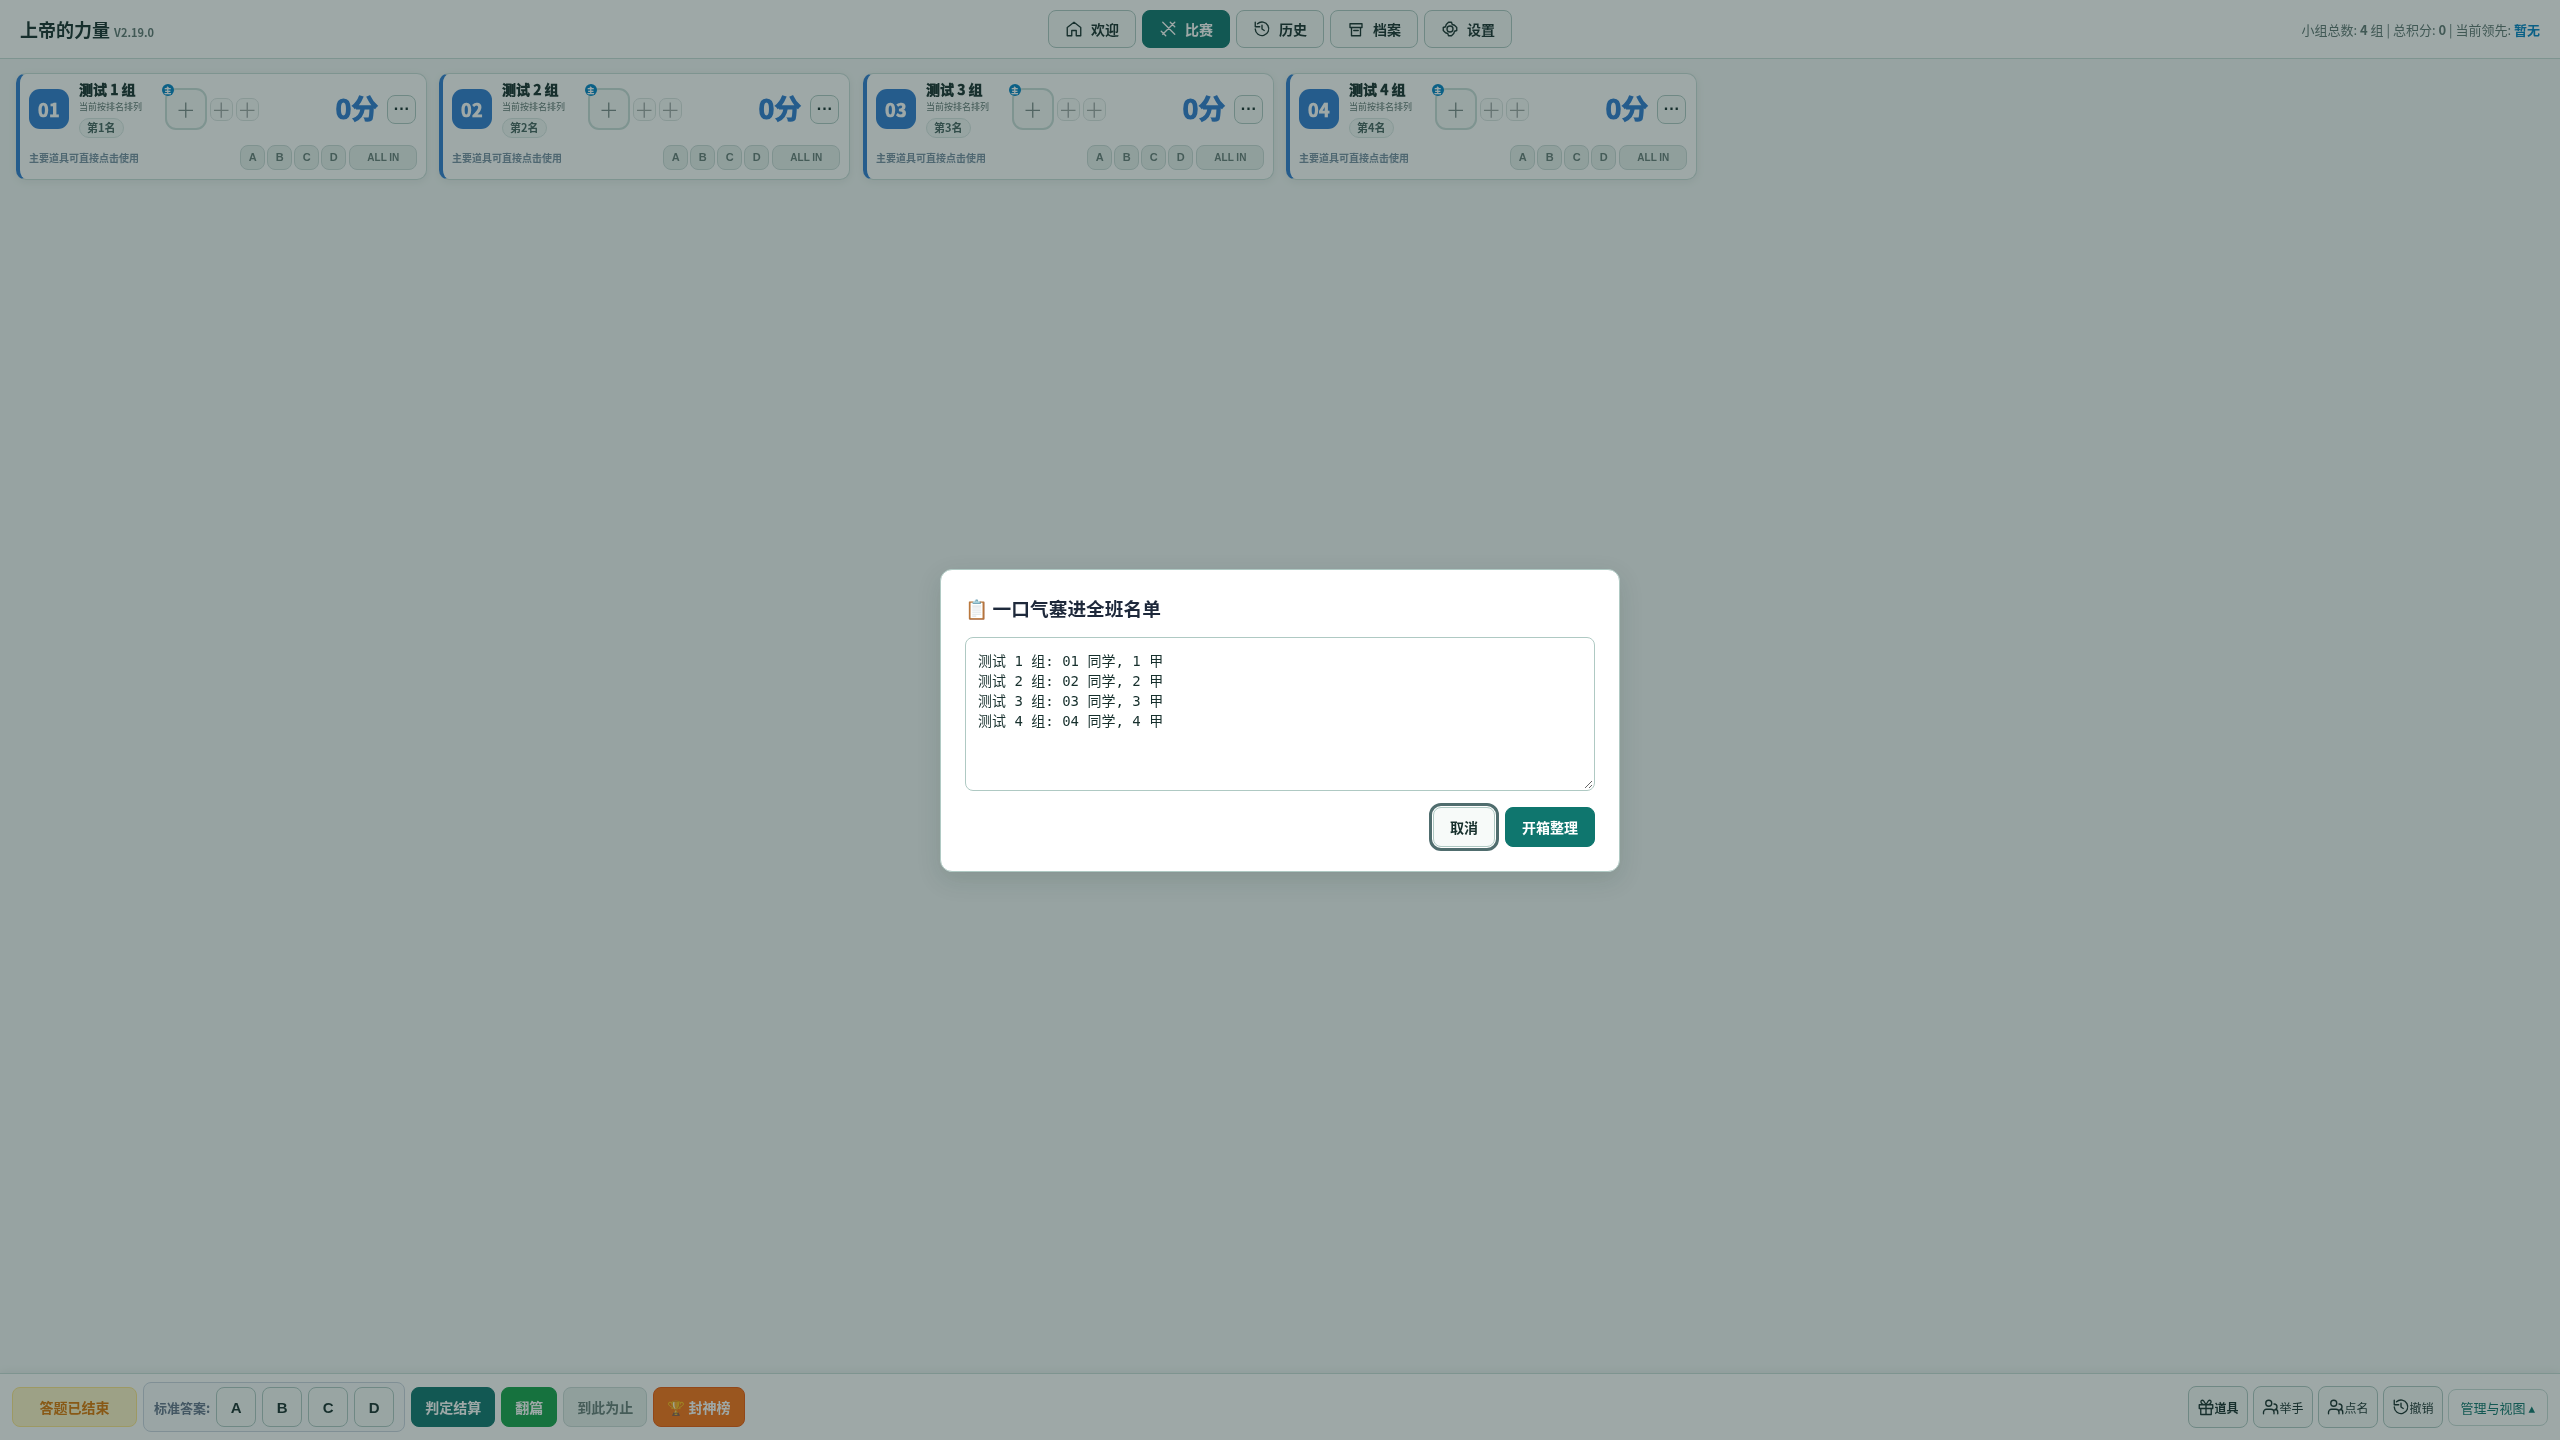 上帝的力量 V2.19.0
欢迎
比赛
历史
档案
设置
小组总数: 4 组 | 总积分: 0 | 当前领先: 暂无
01
测试 1 组
当前按排名排列
第1名
主
0分
...
主要道具可直接点击使用
A B C D ALL IN
02
测试 2 组
当前按排名排列
第2名
主
0分
...
主要道具可直接点击使用
A B C D ALL IN
03
测试 3 组
当前按排名排列
第3名
主
0分
...
主要道具可直接点击使用
A B C D ALL IN
04
测试 4 组
当前按排名排列
第4名
主
0分
...
主要道具可直接点击使用
A B C D ALL IN
📋 一口气塞进全班名单
测试 1 组: 01 同学, 1 甲
测试 2 组: 02 同学, 2 甲
测试 3 组: 03 同学, 3 甲
测试 4 组: 04 同学, 4 甲
取消
开箱整理
答题已结束
标准答案: A B C D
判定结算
翻篇
到此为止
🏆 封神榜
道具
举手
点名
撤销
管理与视图 ▴